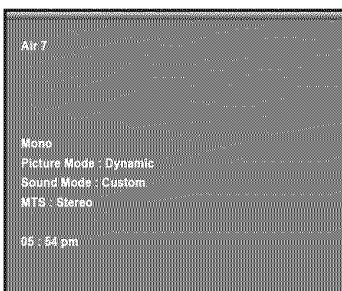 Air 7
Mono
Picture Mode : Dynamic
Sound Mode : Custom
MTS : Stereo
05 : 54 pm